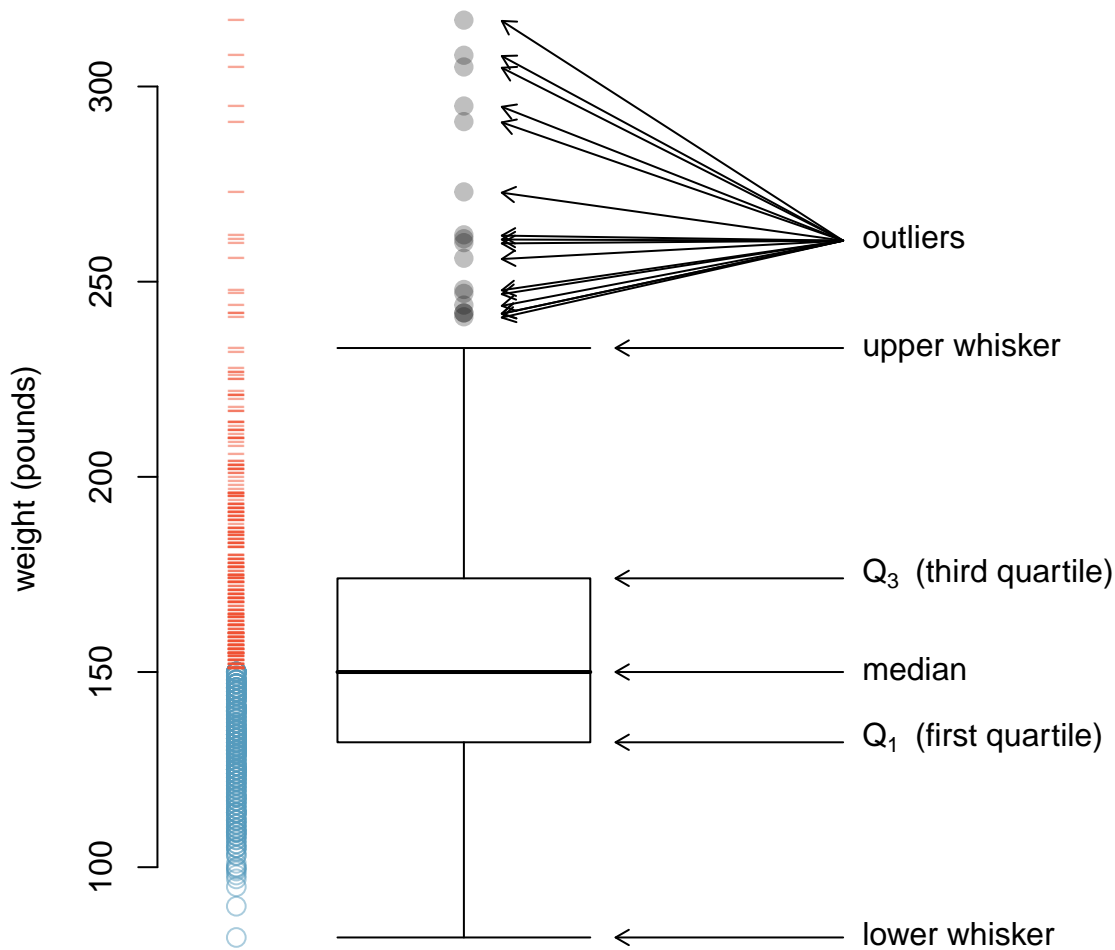 weight (pounds)
300
250
200
150
100
outliers
upper whisker
Q₃ (third quartile)
median
Q₁ (first quartile)
lower whisker